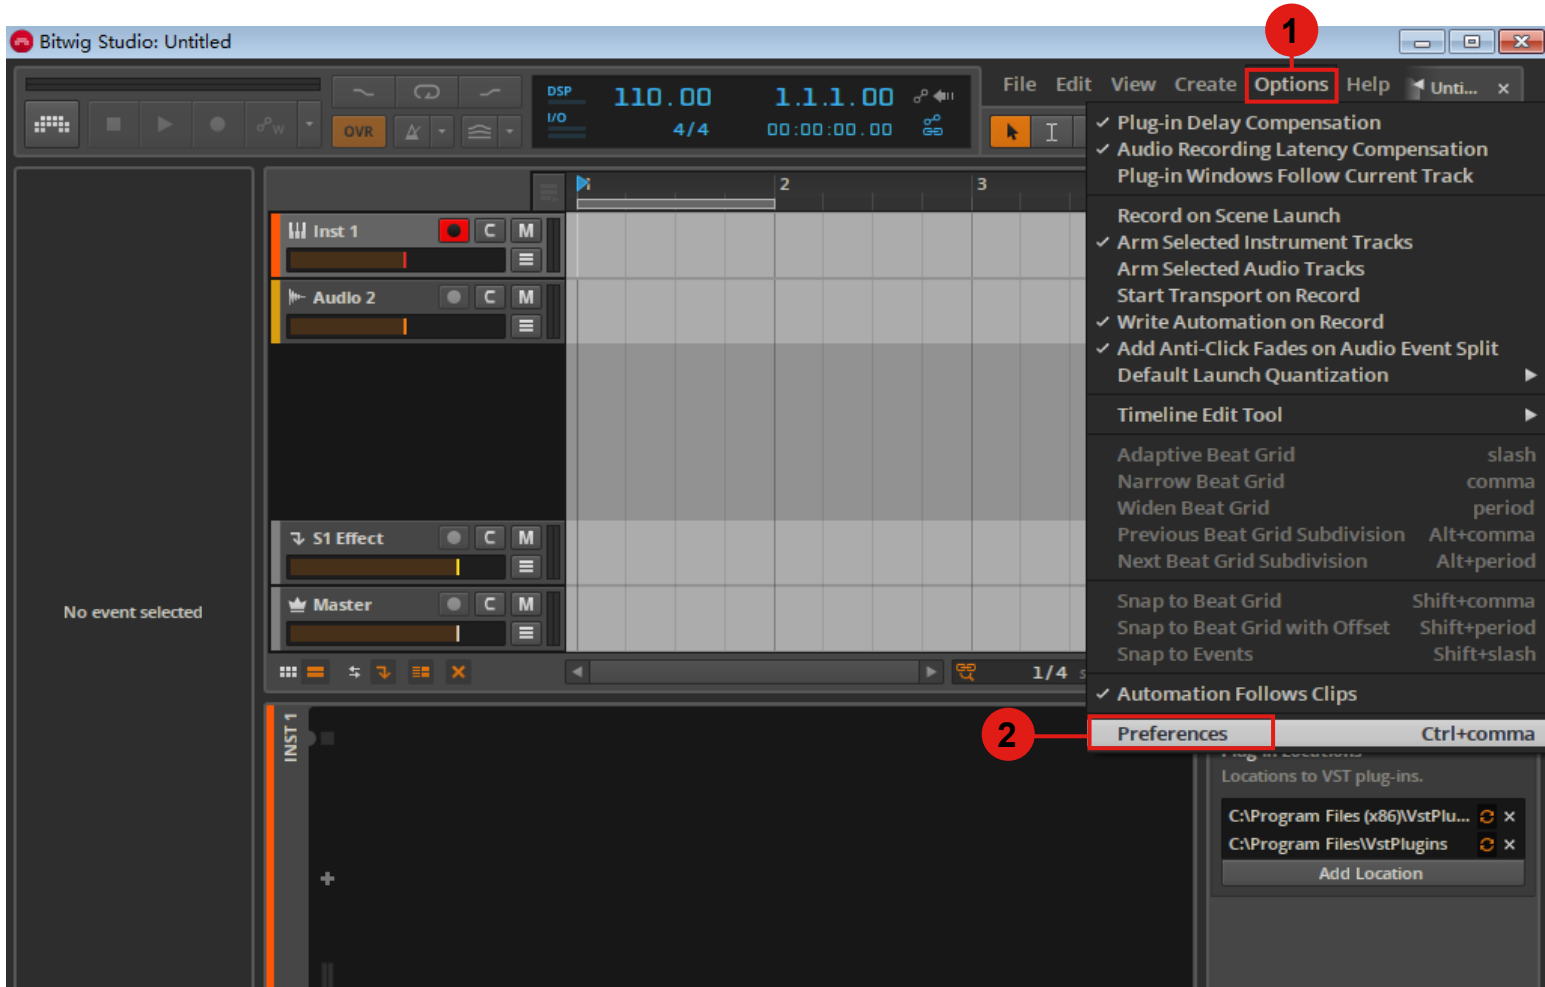 1
Bitwig Studio: Untitled
File Edit View Create Options Help Unti...
DSP
I/O
110.00
4/4
1.1.1.00
00:00:00.00
W
OVR
Plug-in Delay Compensation
Audio Recording Latency Compensation
Plug-in Windows Follow Current Track
Record on Scene Launch
Arm Selected Instrument Tracks
Arm Selected Audio Tracks
Start Transport on Record
Write Automation on Record
Add Anti-Click Fades on Audio Event Split
Default Launch Quantization
Timeline Edit Tool
Adaptive Beat Grid slash
Narrow Beat Grid comma
Widen Beat Grid period
Previous Beat Grid Subdivision Alt+comma
Next Beat Grid Subdivision Alt+period
Snap to Beat Grid Shift+comma
Snap to Beat Grid with Offset Shift+period
Snap to Events Shift+slash
Automation Follows Clips
2
Preferences Ctrl+comma
2
3
Inst 1 C M
Audio 2 C M
S1 Effect C M
Master C M
No event selected
1/4
INST 1
Plug-in Locations
Locations to VST plug-ins.
C:\Program Files (x86)\VstPlu...
C:\Program Files\VstPlugins
Add Location